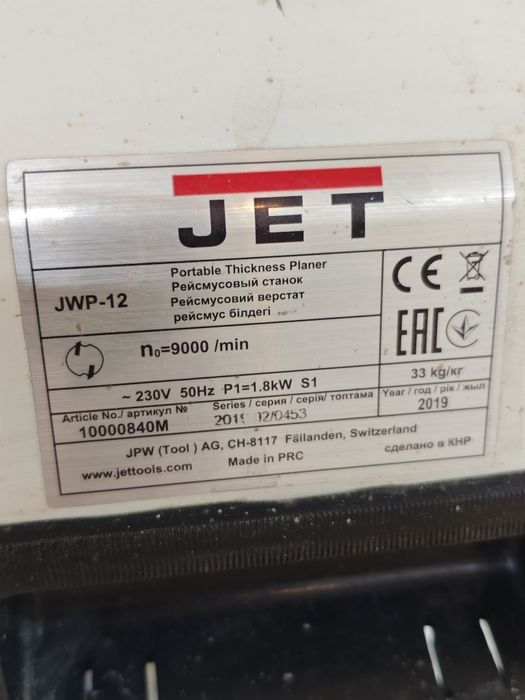 JET
JWP-12
Portable Thickness Planer
Рейсмусовый станок
Рейсмусовий верстат
рейсмус білдегі
CE
EAC
n₀=9000 /min
~ 230V 50Hz P1=1.8kW S1
33 kg/кг
Article No./ артикул №
10000840M
Series / серия / серія/ топтама
Year / год / рік / жыл
2019
JPW (Tool ) AG, CH-8117 Fäilanden, Switzerland
www.jettools.com Made in PRC сделано в КНР